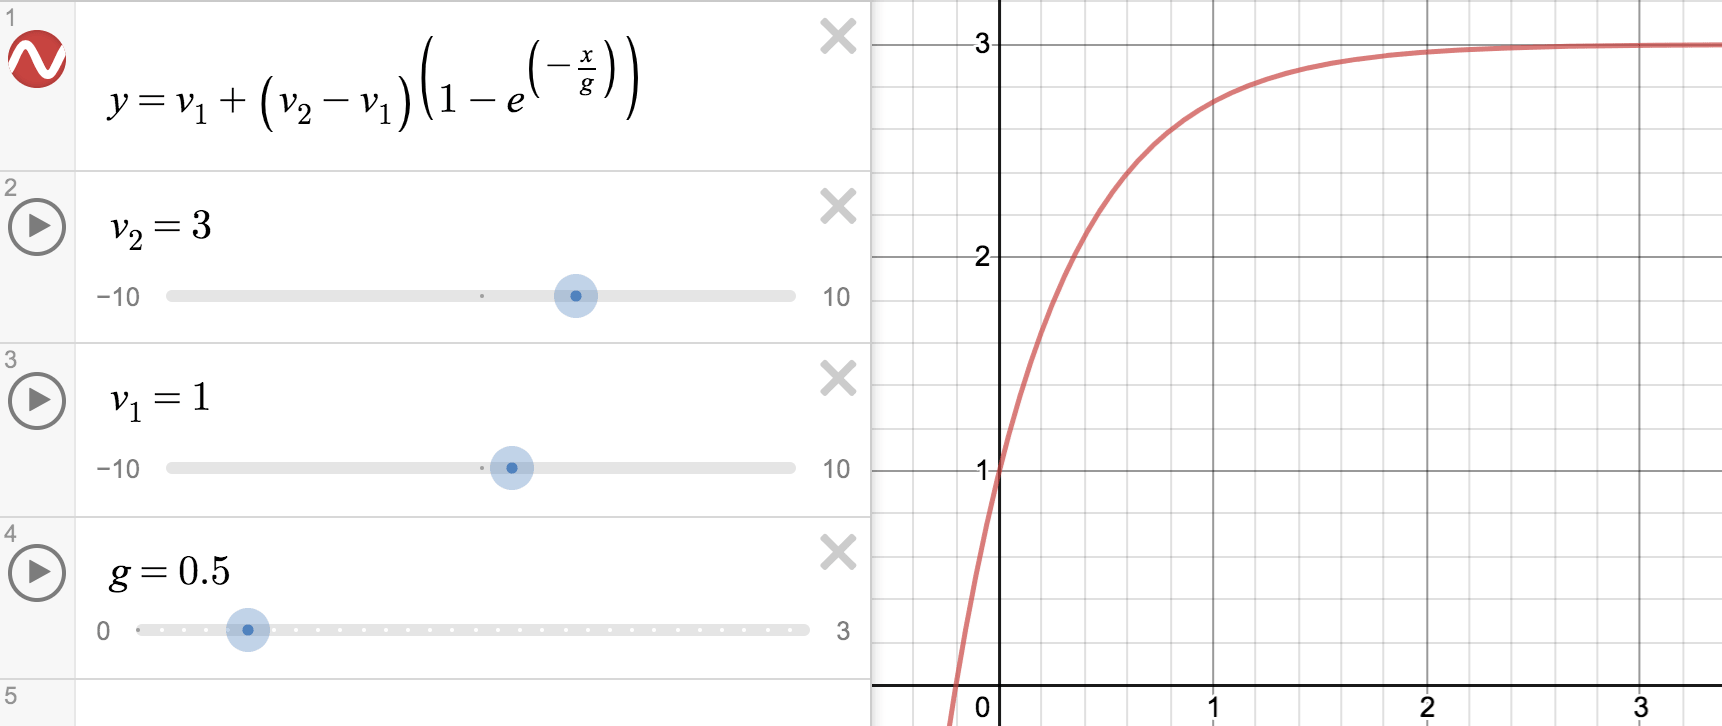 1
y = v₁ + (v₂ − v₁)(1 − e^(−x/g))
2
v₂ = 3
−10 10
3
v₁ = 1
−10 10
4
g = 0.5
0 3
5
3
2
1
0 1 2 3